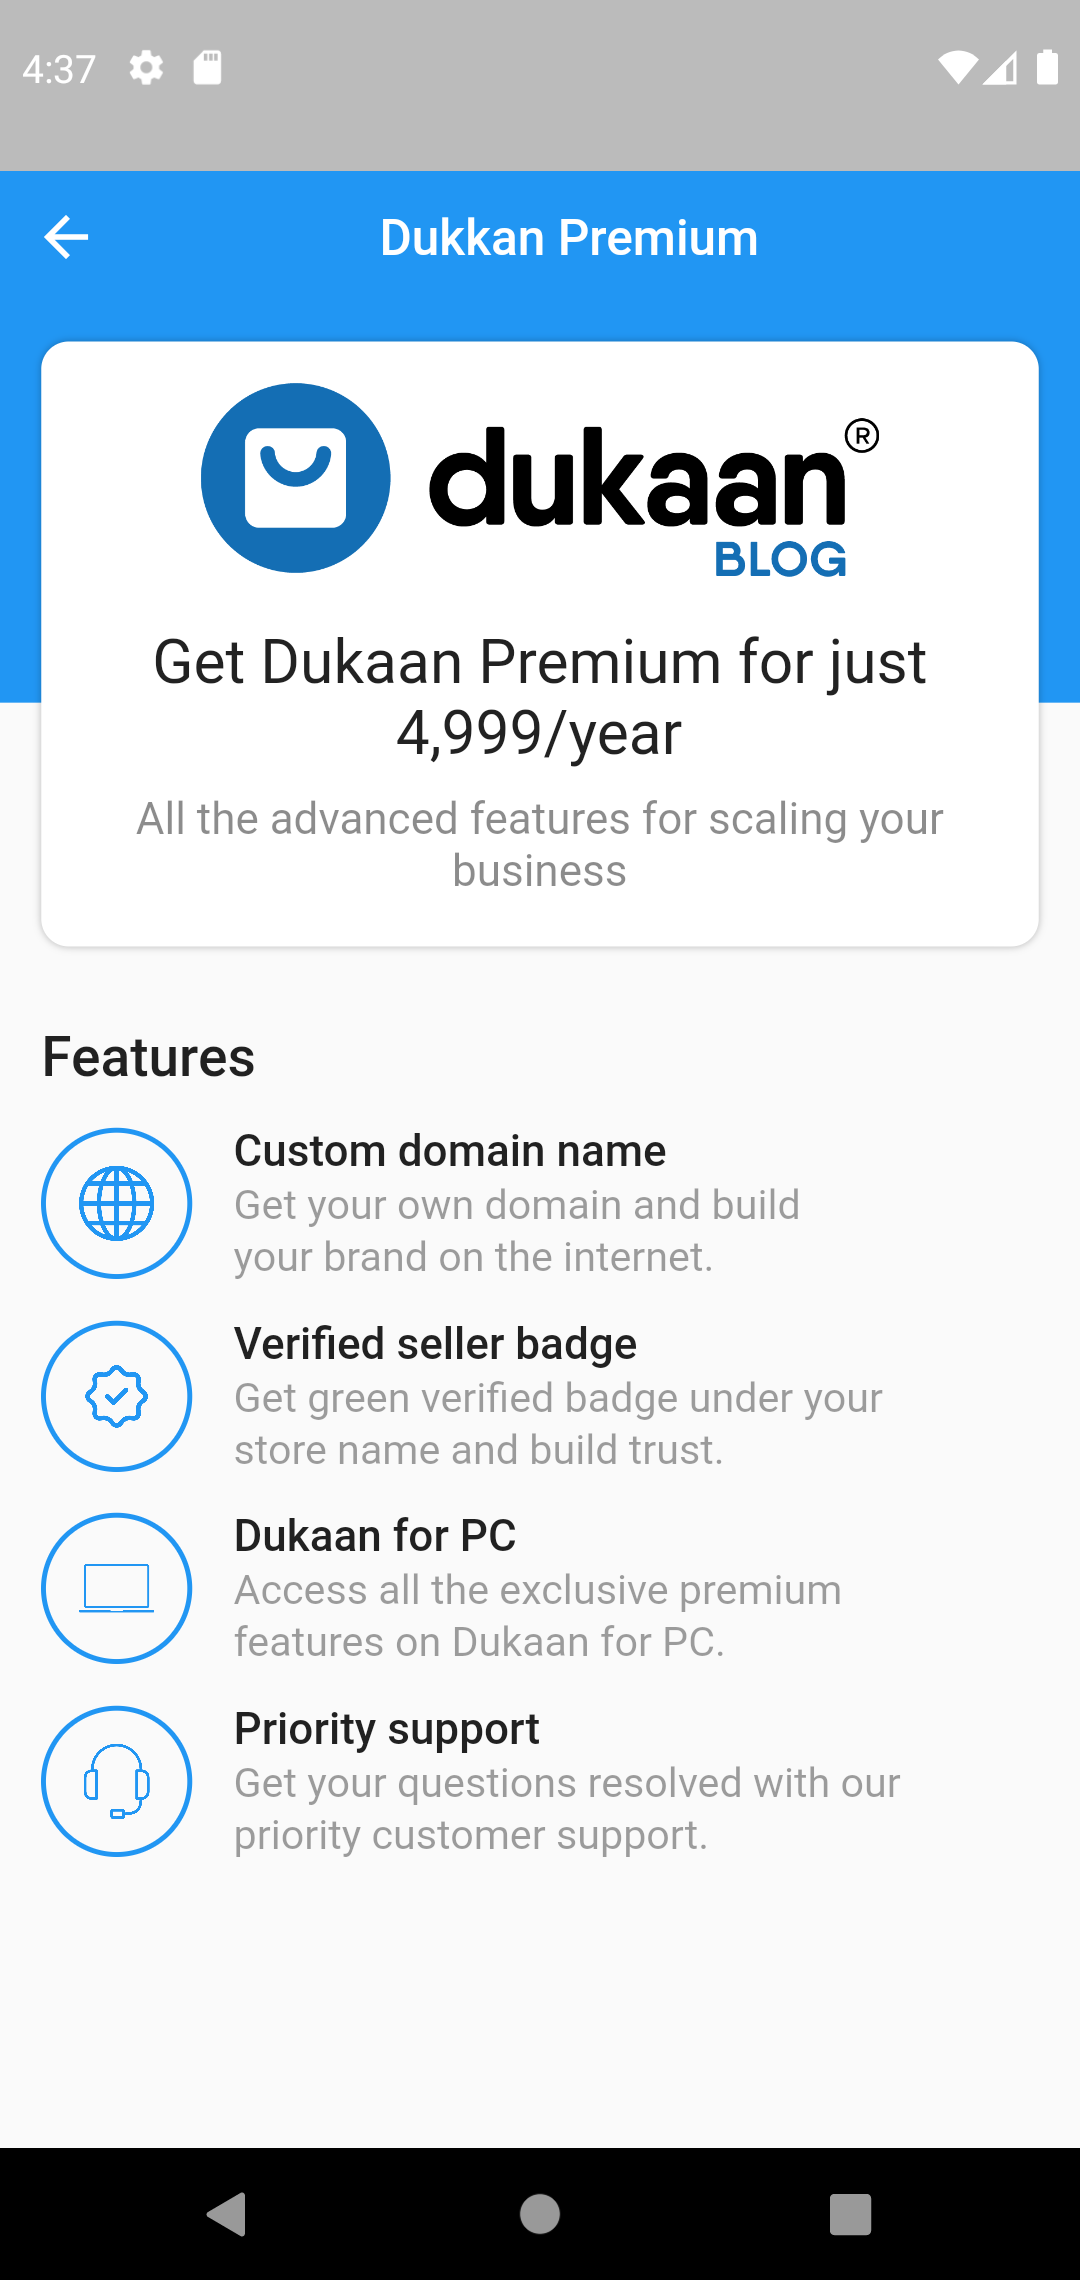 4:37
Dukkan Premium
dukaan®
BLOG
Get Dukaan Premium for just
4,999/year
All the advanced features for scaling your
business
Features
Custom domain name
Get your own domain and build
your brand on the internet.
Verified seller badge
Get green verified badge under your
store name and build trust.
Dukaan for PC
Access all the exclusive premium
features on Dukaan for PC.
Priority support
Get your questions resolved with our
priority customer support.